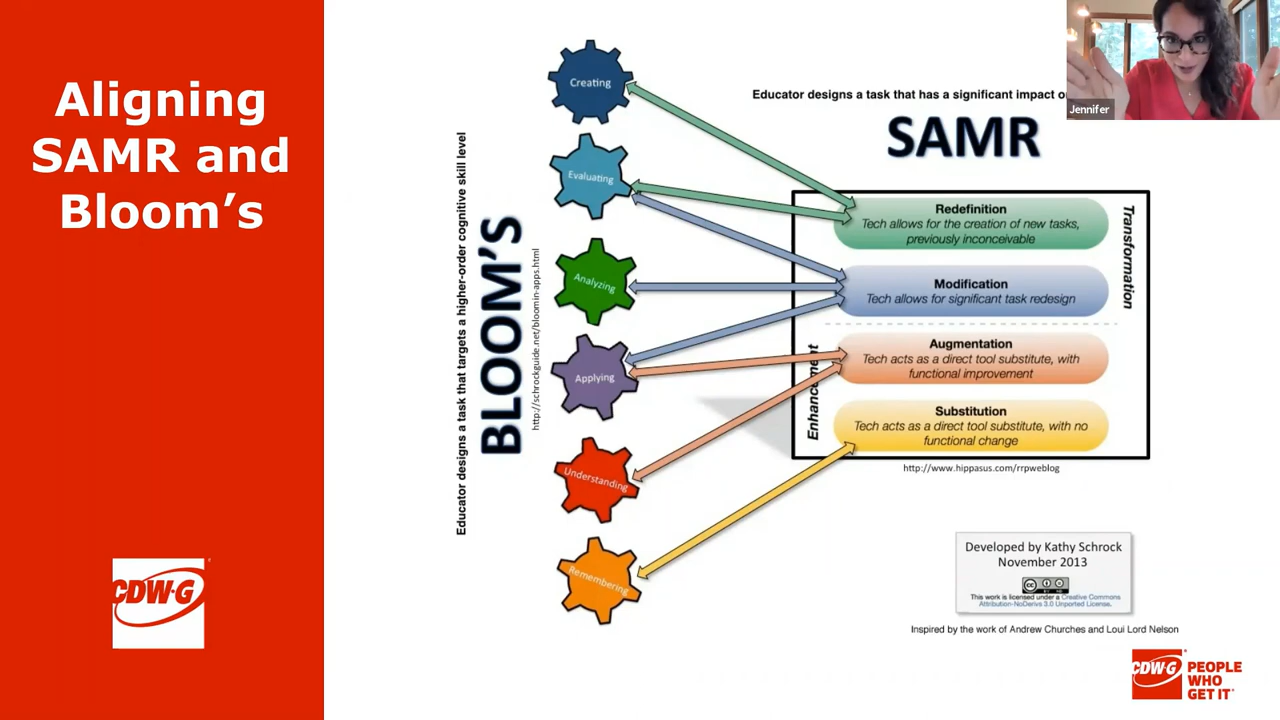 Aligning
SAMR and
Bloom's
CDW·G
Educator designs a task that targets a higher-order cognitive skill level
BLOOM'S
http://schrockguide.net/bloomin-apps.html
Creating
Evaluating
Analyzing
Applying
Understanding
Remembering
Educator designs a task that has a significant impact
SAMR
Redefinition
Tech allows for the creation of new tasks,
previously inconceivable
Modification
Tech allows for significant task redesign
Transformation
Augmentation
Tech acts as a direct tool substitute, with
functional improvement
Substitution
Tech acts as a direct tool substitute, with no
functional change
Enhancement
http://www.hippasus.com/rrpweblog
Developed by Kathy Schrock
November 2013
cc
This work is licensed under a Creative Commons
Attribution-NoDerivs 3.0 Unported License.
Inspired by the work of Andrew Churches and Loui Lord Nelson
CDW·G
PEOPLE
WHO
GET IT
Jennifer